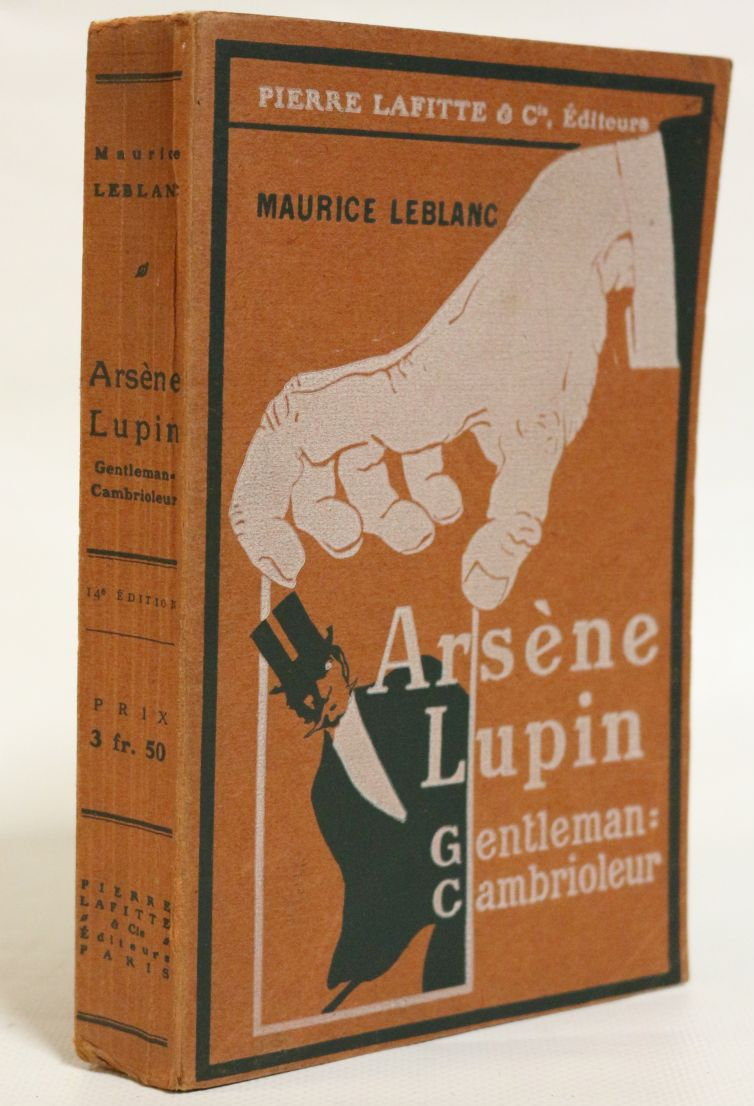 Maurice
LEBLANC
Arsène
Lupin
Gentleman=
Cambrioleur
14e ÉDITION
PRIX
3 fr. 50
PIERRE
LAFITTE
& Cie
Éditeurs
PARIS
PIERRE LAFITTE & Cie, Éditeurs
MAURICE LEBLANC
Arsène
Lupin
Gentleman=
Cambrioleur